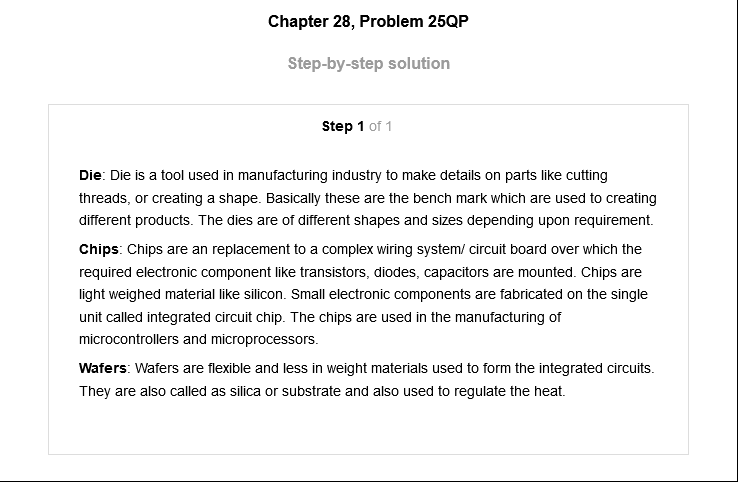 Chapter 28, Problem 25QP
Step-by-step solution
Step 1 of 1
Die: Die is a tool used in manufacturing industry to make details on parts like cutting
threads, or creating a shape. Basically these are the bench mark which are used to creating
different products. The dies are of different shapes and sizes depending upon requirement.
Chips: Chips are an replacement to a complex wiring system/ circuit board over which the
required electronic component like transistors, diodes, capacitors are mounted. Chips are
light weighed material like silicon. Small electronic components are fabricated on the single
unit called integrated circuit chip. The chips are used in the manufacturing of
microcontrollers and microprocessors.
Wafers: Wafers are flexible and less in weight materials used to form the integrated circuits.
They are also called as silica or substrate and also used to regulate the heat.